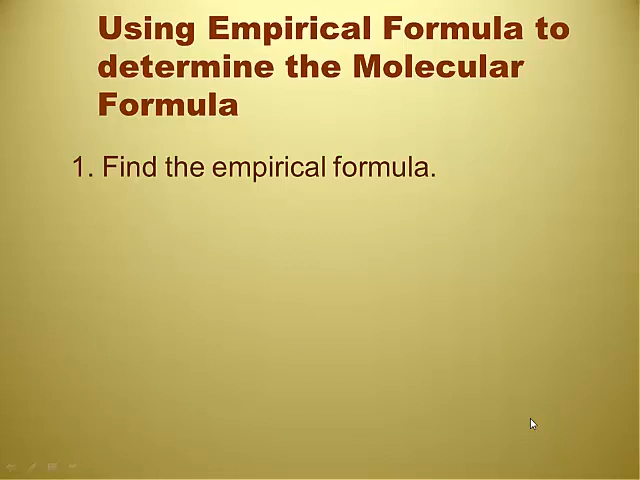 Using Empirical Formula to
determine the Molecular
Formula
1. Find the empirical formula.